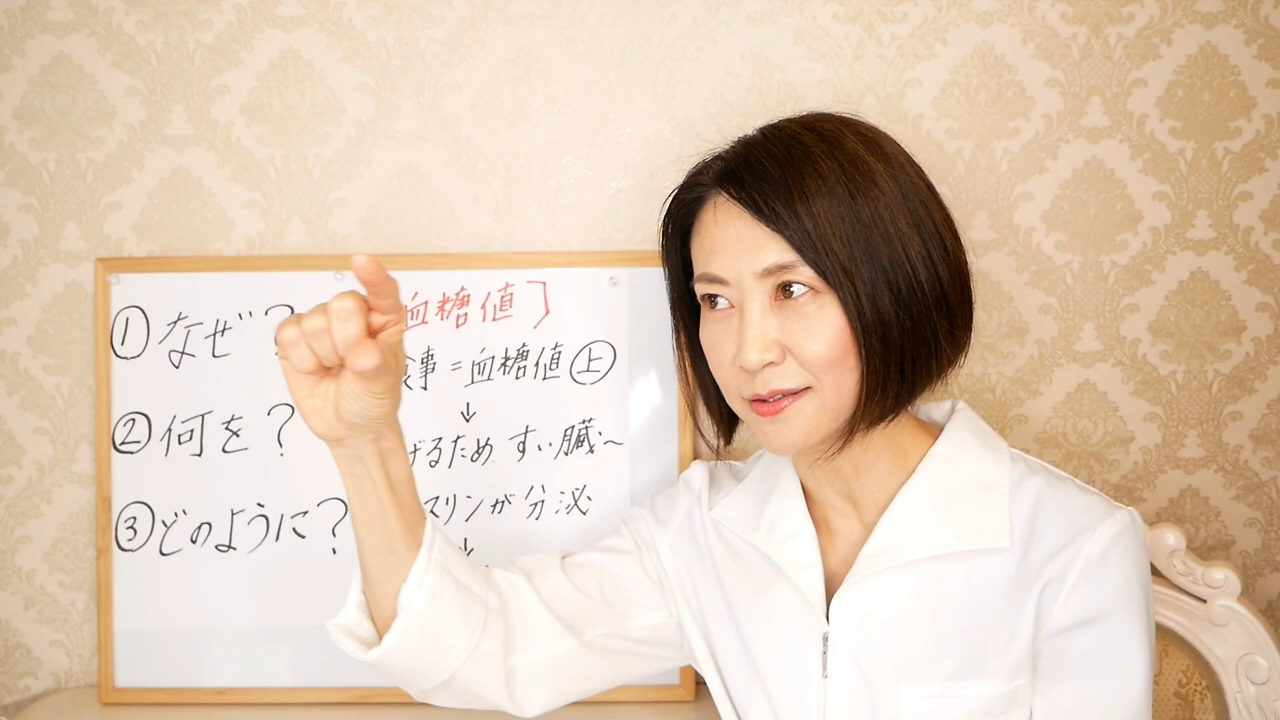 ①なぜ?
②何を?
③どのように?
血糖値]
事=血糖値㊤
↓
げるため すい臓〜
スリンが分泌
↓